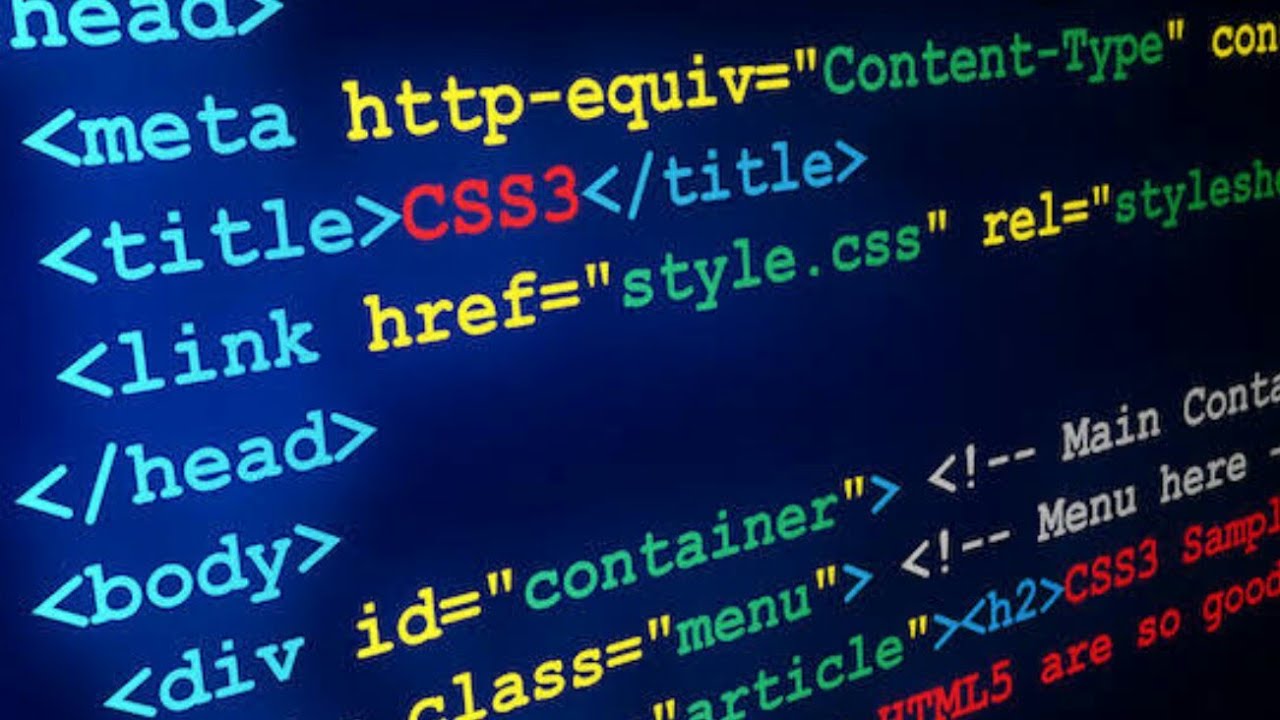 head>
<meta http-equiv="Content-Type" con
<title>CSS3</title>
<link href="style.css" rel="stylesh
</head>
<body>
<div id="container"> <!-- Main Conta
class="menu"> <!-- Menu here -
"article"><h2>CSS3 Sampl
HTML5 are so good